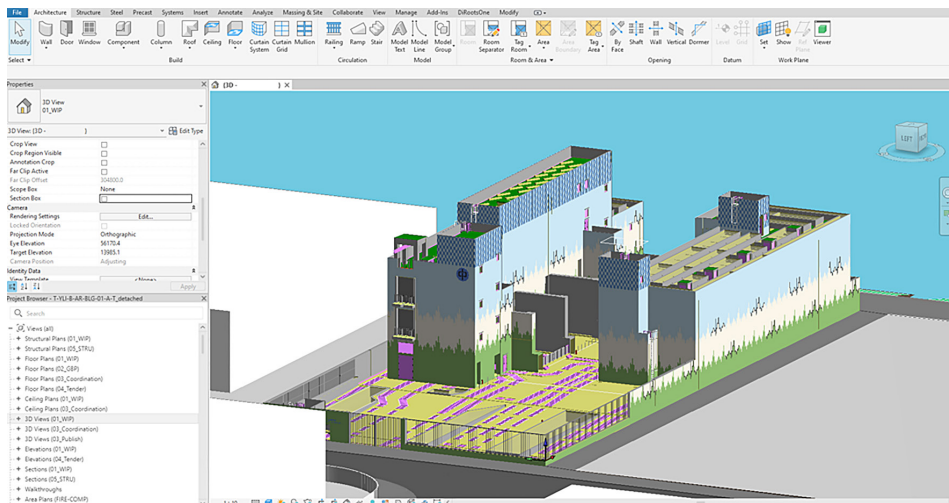 File Architecture Structure Steel Precast Systems Insert Annotate Analyze Massing & Site Collaborate View Manage Add-Ins DiRootsOne Modify
Modify Wall Door Window Component Column Roof Ceiling Floor Curtain System Curtain Grid Mullion Railing Ramp Stair Model Text Model Line Model Group Room Room Separator Tag Room Area Area Boundary Tag Area By Face Shaft Wall Vertical Dormer Level Grid Set Show Ref Plane Viewer
Select Build Circulation Model Room & Area Opening Datum Work Plane
Properties
(3D -
)
3D View
01_WIP
LEFT
3D View: (3D - ) Edit Type
Crop View
Crop Region Visible
Annotation Crop
Far Clip Active
Far Clip Offset 304800.0
Scope Box None
Section Box
Camera
Rendering Settings Edit...
Locked Orientation
Projection Mode Orthographic
Eye Elevation 56170.4
Target Elevation 13985.1
Camera Position Adjusting
Identity Data
View Template <None>
Apply
Project Browser - T-YLI-B-AR-BLG-01-A-T_detached
Search
Views (all)
Structural Plans (01_WIP)
Structural Plans (05_STRU)
Floor Plans (01_WIP)
Floor Plans (02_GBP)
Floor Plans (03_Coordination)
Floor Plans (04_Tender)
Ceiling Plans (01_WIP)
Ceiling Plans (03_Coordination)
3D Views (01_WIP)
3D Views (03_Coordination)
3D Views (03_Publish)
Elevations (01_WIP)
Elevations (04_Tender)
Sections (01_WIP)
Sections (05_STRU)
Walkthroughs
Area Plans (FIRE-COMP)